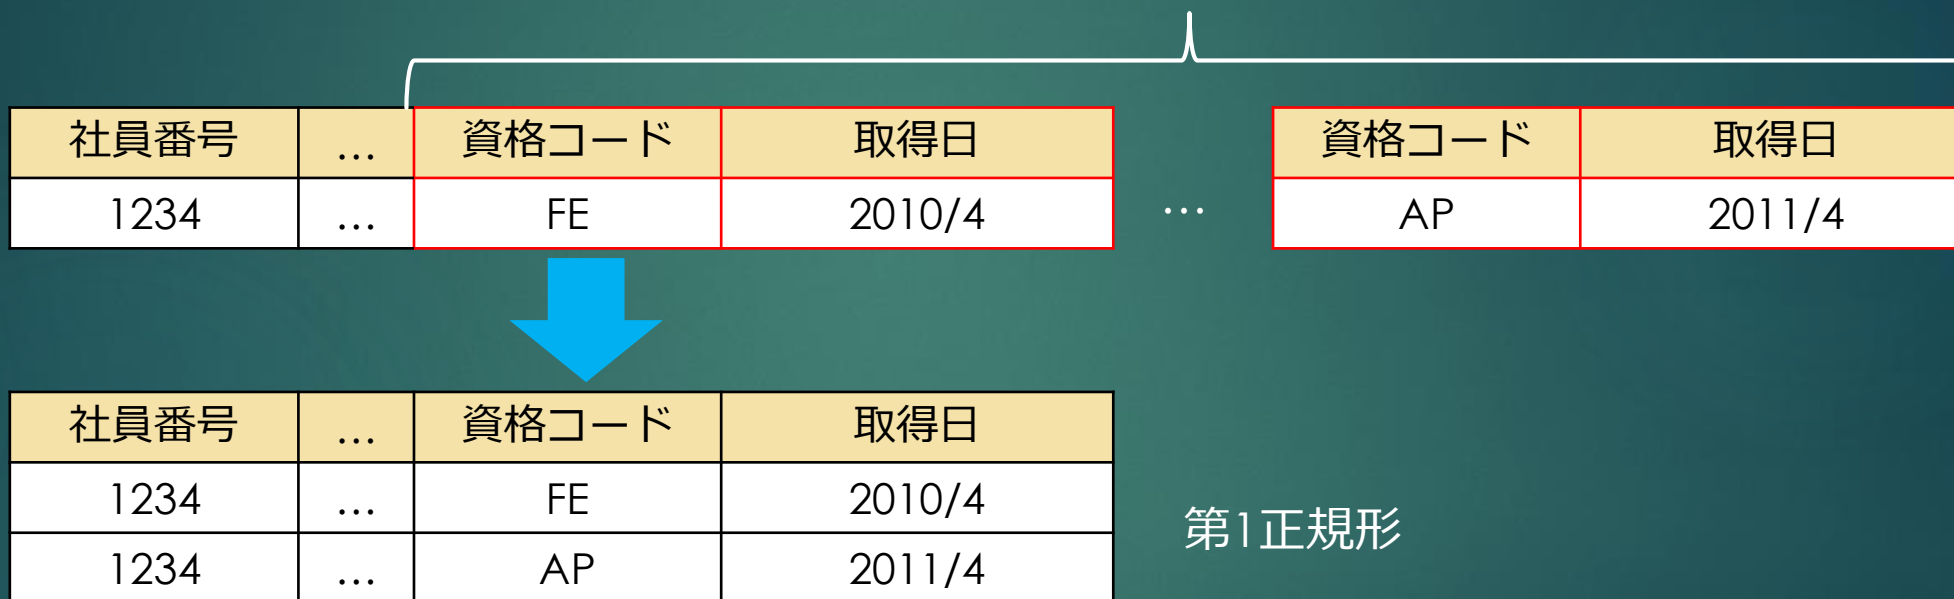 社員番号 … 資格コード 取得日 資格コード 取得日
1234 … FE 2010/4 … AP 2011/4
社員番号 … 資格コード 取得日
1234 … FE 2010/4
第1正規形
1234 … AP 2011/4